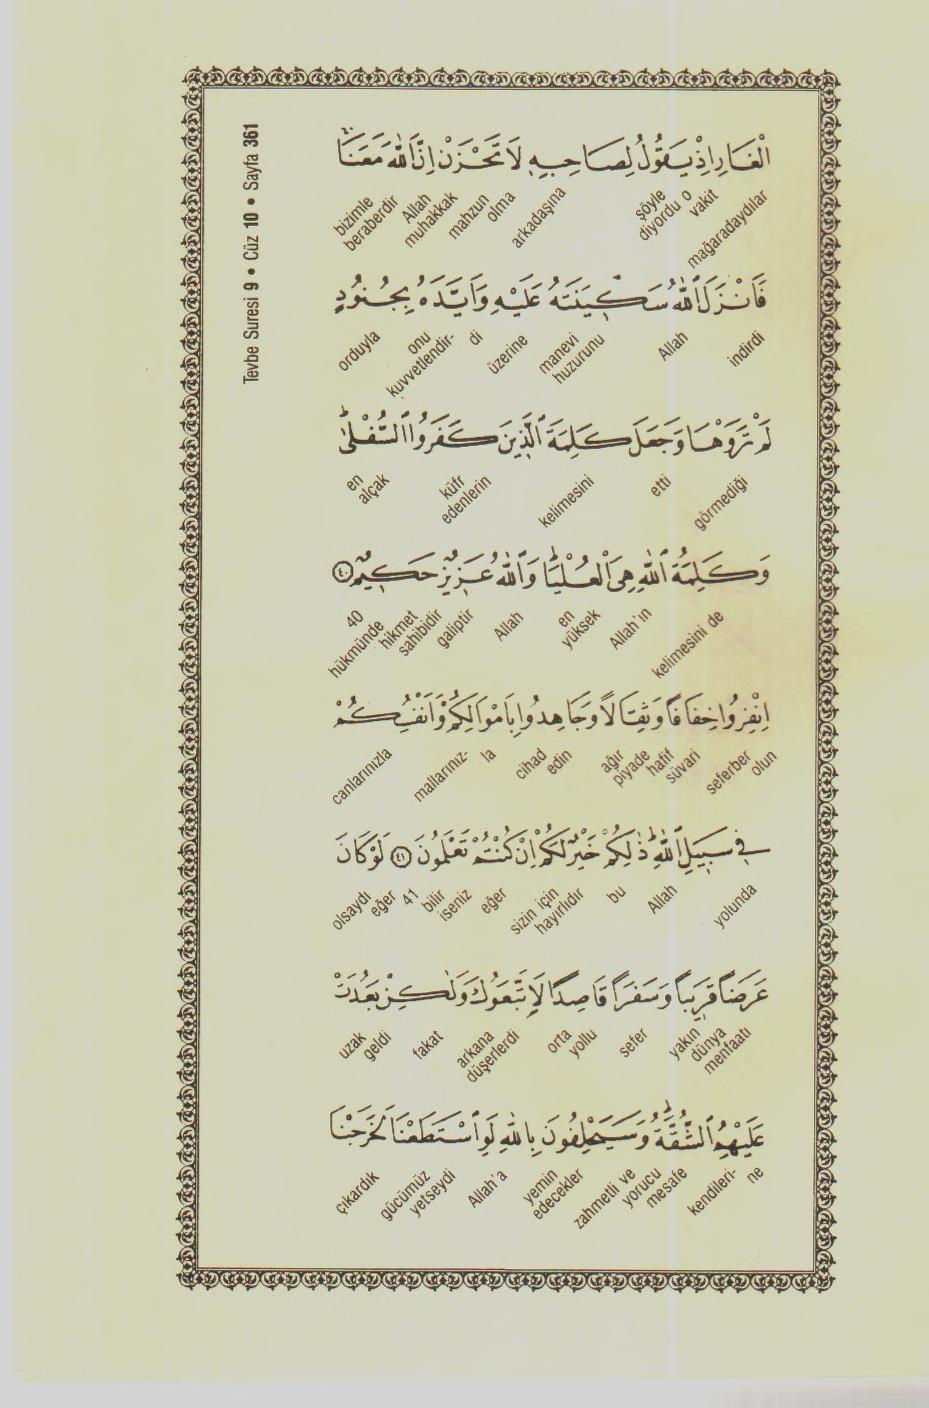 Tevbe Suresi 9 • Cüz 10 • Sayfa 361
الْغَارِ اِذْ يَقُولُ لِصَاحِبِهٖ لَا تَحْزَنْ اِنَّ اللّٰهَ مَعَنَاۚ
mağaradaydılar vakit şöyle diyordu o arkadaşına mahzun olma Allah muhakkak bizimle beraberdir
فَاَنْزَلَ اللّٰهُ سَكٖينَتَهُ عَلَيْهِ وَاَيَّدَهُ بِجُنُودٍ
indirdi Allah manevi huzurunu üzerine di onu kuvvetlendir- orduyla
لَمْ تَرَوْهَا وَجَعَلَ كَلِمَةَ الَّذٖينَ كَفَرُوا السُّفْلٰىؕ
görmediği etti kelimesini küfr edenlerin en alçak
وَكَلِمَةُ اللّٰهِ هِيَ الْعُلْيَاؕ وَاللّٰهُ عَزٖيزٌ حَكٖيمٌ ﴿٤٠﴾
kelimesini de Allah'ın en yüksek Allah galiptir hikmet sahibidir 40 hükmünde
اِنْفِرُوا خِفَافًا وَثِقَالًا وَجَاهِدُوا بِاَمْوَالِكُمْ وَاَنْفُسِكُمْ
seferber olun hafif süvari ağır piyade cihad edin la mallarınız- canlarınızla
فٖي سَبٖيلِ اللّٰهِؕ ذٰلِكُمْ خَيْرٌ لَكُمْ اِنْ كُنْتُمْ تَعْلَمُونَ ﴿٤١﴾ لَوْ كَانَ
yolunda Allah bu sizin için hayırlıdır eğer bilir iseniz 41 eğer olsaydı
عَرَضًا قَرٖيبًا وَسَفَرًا قَاصِدًا لَاتَّبَعُوكَ وَلٰكِنْ بَعُدَتْ
yakın dünya menfaatı sefer orta yollu arkana düşerlerdi fakat uzak geldi
عَلَيْهِمُ الشُّقَّةُؕ وَسَيَحْلِفُونَ بِاللّٰهِ لَوِ اسْتَطَعْنَا لَخَرَجْنَا
kendileri- ne zahmetli ve yorucu mesafe yemin edecekler Allah'a gücümüz yetseydi çıkardık